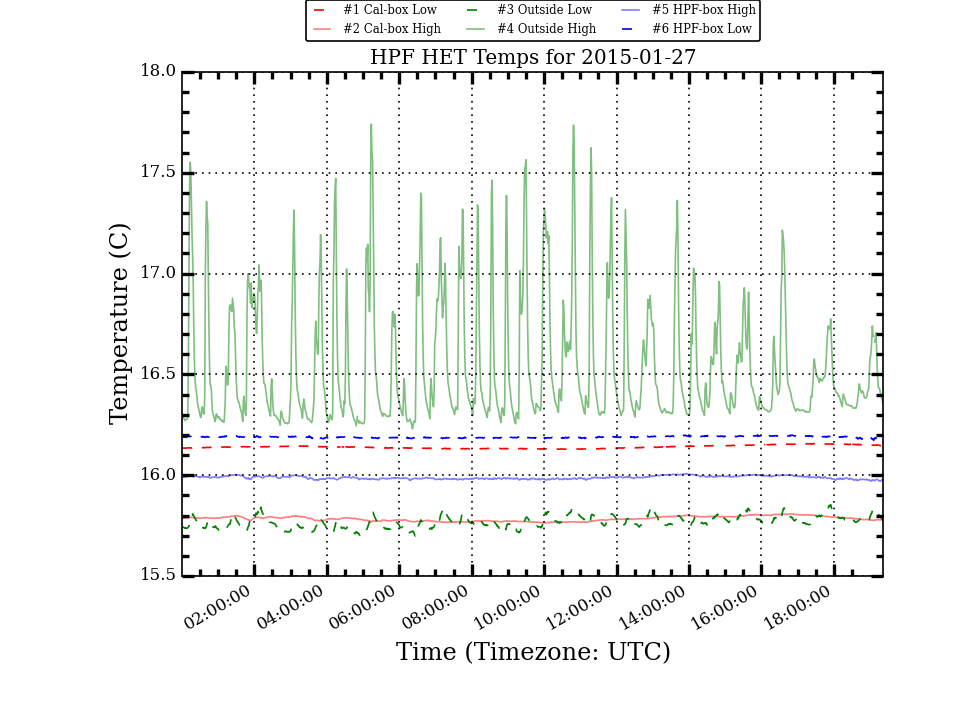 #1 Cal-box Low #3 Outside Low #5 HPF-box High
#2 Cal-box High #4 Outside High #6 HPF-box Low
HPF HET Temps for 2015-01-27
18.0
17.5
17.0
16.5
16.0
15.5
Temperature (C)
02:00:00 04:00:00 06:00:00 08:00:00 10:00:00 12:00:00 14:00:00 16:00:00 18:00:00
Time (Timezone: UTC)